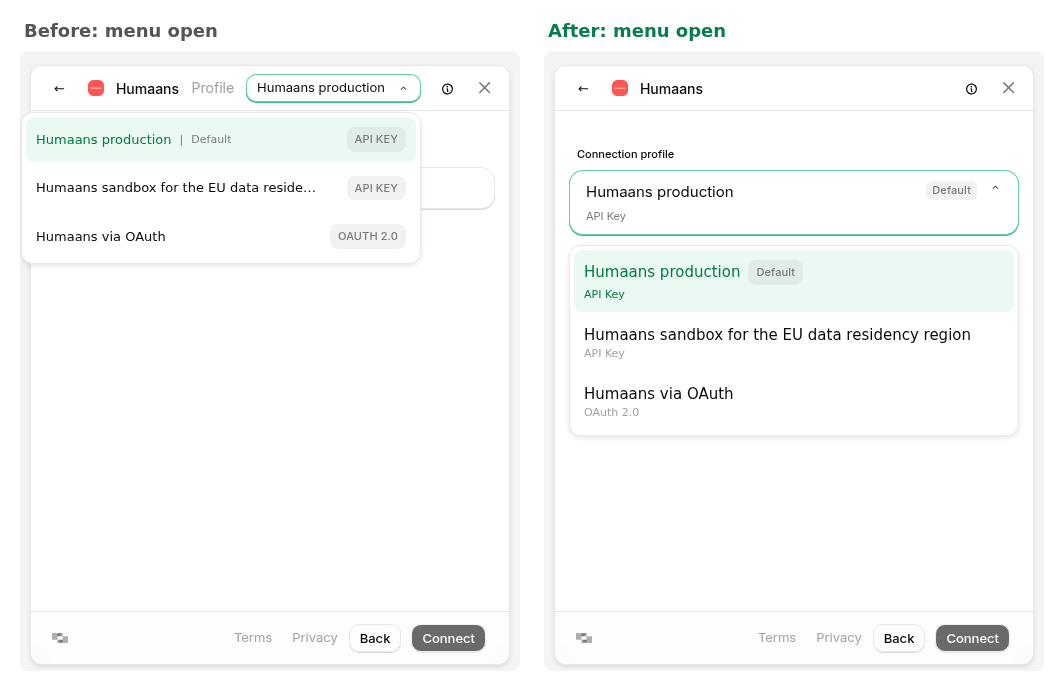 Before: menu open
← Humaans Profile Humaans production
Humaans production | Default API KEY
Humaans sandbox for the EU data reside... API KEY
Humaans via OAuth OAUTH 2.0
Terms Privacy Back Connect
After: menu open
← Humaans
Connection profile
Humaans production Default
API Key
Humaans production Default
API Key
Humaans sandbox for the EU data residency region
API Key
Humaans via OAuth
OAuth 2.0
Terms Privacy Back Connect